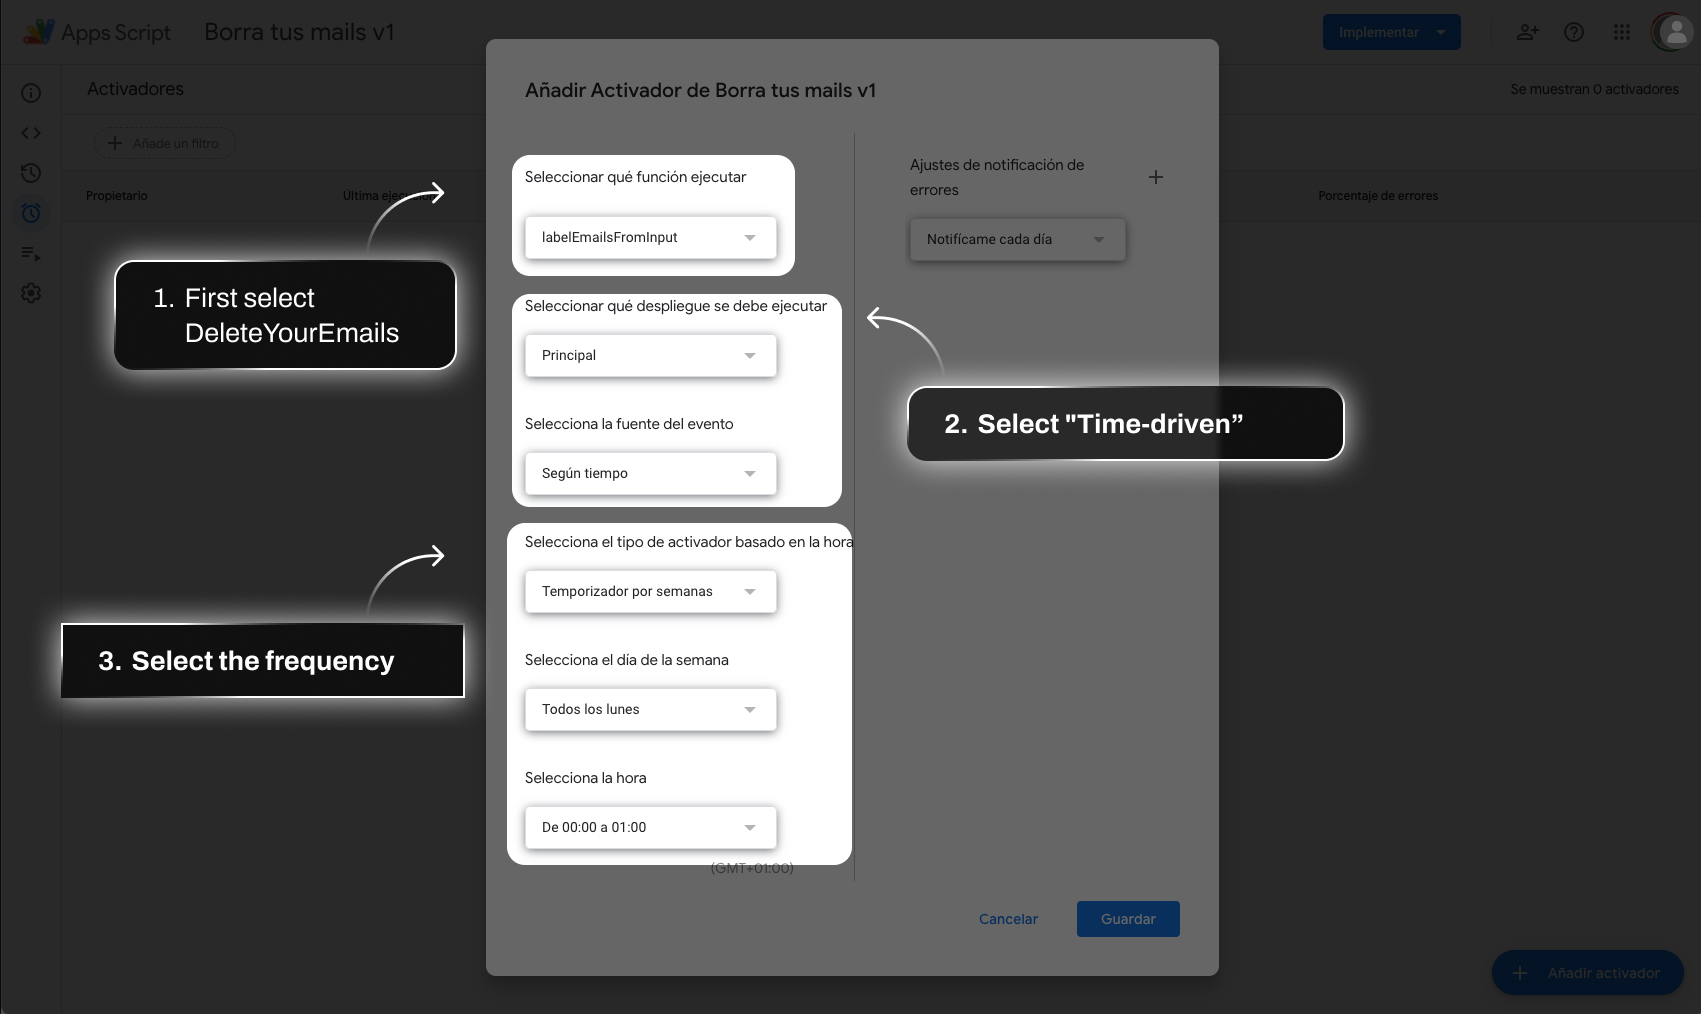 Apps Script
Borra tus mails v1
Implementar
Activadores
Se muestran 0 activadores
Añade un filtro
Propietario
Última ejecución
Porcentaje de errores
Añadir Activador de Borra tus mails v1
Seleccionar qué función ejecutar
labelEmailsFromInput
Seleccionar qué despliegue se debe ejecutar
Principal
Selecciona la fuente del evento
Según tiempo
Selecciona el tipo de activador basado en la hora
Temporizador por semanas
Selecciona el día de la semana
Todos los lunes
Selecciona la hora
De 00:00 a 01:00
(GMT+01:00)
Ajustes de notificación de
errores
Notifícame cada día
1. First select
DeleteYourEmails
2. Select "Time-driven”
3. Select the frequency
Cancelar
Guardar
Añadir activador